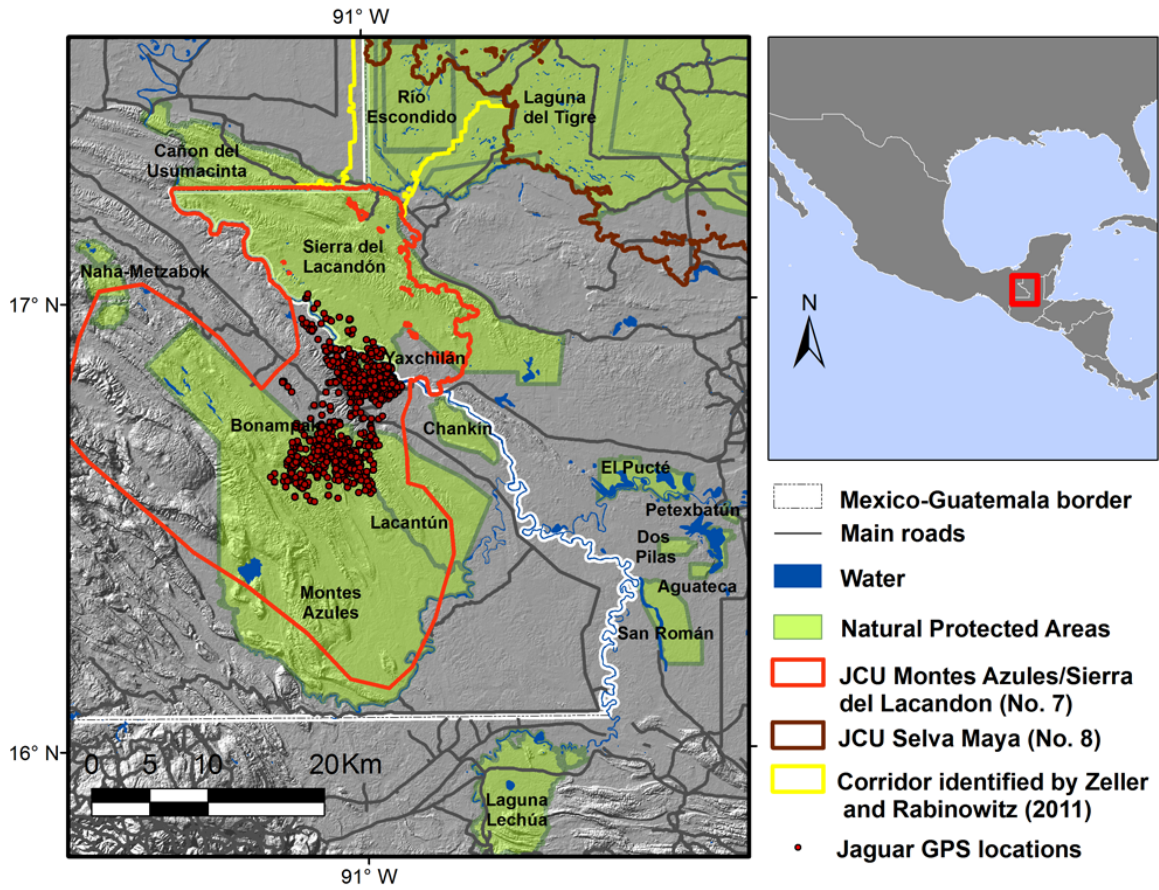 91° W
Río
Escondido
Laguna
del Tigre
Cañon del
Usumacinta
Sierra del
Lacandón
Naha-Metzabok
17° N
Yaxchilán
Bonampak
Chankin
El Pucté
Petexbatún
Lacantún
Dos
Pilas
Aguateca
Montes
Azules
San Román
16° N
0 5 10 20 Km
Laguna
Lechúa
91° W
N
Mexico-Guatemala border
Main roads
Water
Natural Protected Areas
JCU Montes Azules/Sierra
del Lacandon (No. 7)
JCU Selva Maya (No. 8)
Corridor identified by Zeller
and Rabinowitz (2011)
Jaguar GPS locations